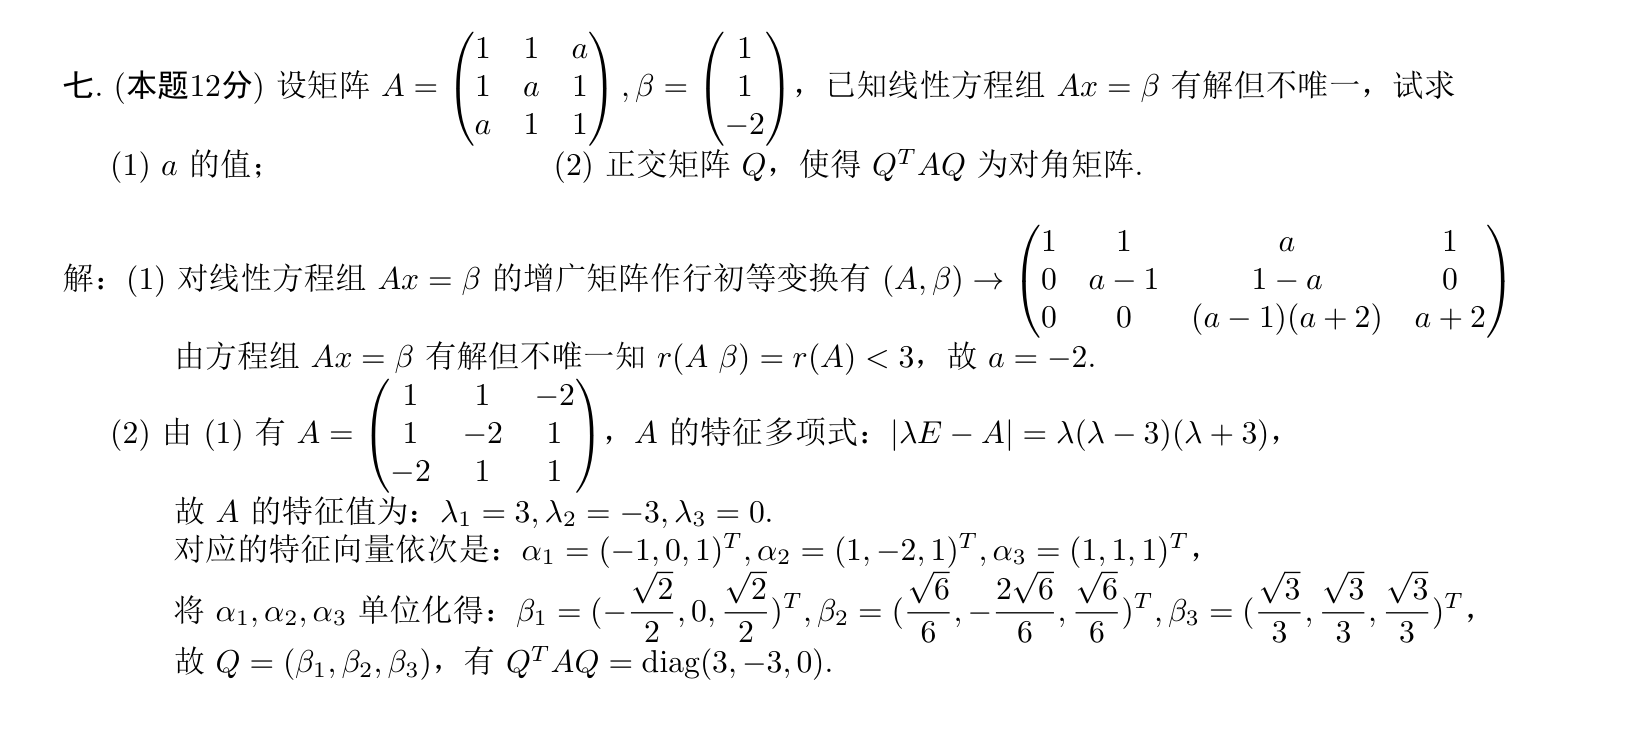 七. (本题12分) 设矩阵 $A = \begin{pmatrix} 1 & 1 & a \\ 1 & a & 1 \\ a & 1 & 1 \end{pmatrix}, \beta = \begin{pmatrix} 1 \\ 1 \\ -2 \end{pmatrix}$，已知线性方程组 $Ax = \beta$ 有解但不唯一，试求
(1) $a$ 的值； (2) 正交矩阵 $Q$，使得 $Q^T AQ$ 为对角矩阵.
解：(1) 对线性方程组 $Ax = \beta$ 的增广矩阵作行初等变换有 $(A, \beta) \to \begin{pmatrix} 1 & 1 & a & 1 \\ 0 & a-1 & 1-a & 0 \\ 0 & 0 & (a-1)(a+2) & a+2 \end{pmatrix}$
由方程组 $Ax = \beta$ 有解但不唯一知 $r(A\ \beta) = r(A) < 3$，故 $a = -2$.
(2) 由 (1) 有 $A = \begin{pmatrix} 1 & 1 & -2 \\ 1 & -2 & 1 \\ -2 & 1 & 1 \end{pmatrix}$，$A$ 的特征多项式：$|\lambda E - A| = \lambda(\lambda - 3)(\lambda + 3)$，
故 $A$ 的特征值为：$\lambda_1 = 3, \lambda_2 = -3, \lambda_3 = 0$.
对应的特征向量依次是：$\alpha_1 = (-1, 0, 1)^T, \alpha_2 = (1, -2, 1)^T, \alpha_3 = (1, 1, 1)^T$，
将 $\alpha_1, \alpha_2, \alpha_3$ 单位化得：$\beta_1 = (-\frac{\sqrt{2}}{2}, 0, \frac{\sqrt{2}}{2})^T, \beta_2 = (\frac{\sqrt{6}}{6}, -\frac{2\sqrt{6}}{6}, \frac{\sqrt{6}}{6})^T, \beta_3 = (\frac{\sqrt{3}}{3}, \frac{\sqrt{3}}{3}, \frac{\sqrt{3}}{3})^T$，
故 $Q = (\beta_1, \beta_2, \beta_3)$，有 $Q^T AQ = \mathrm{diag}(3, -3, 0)$.